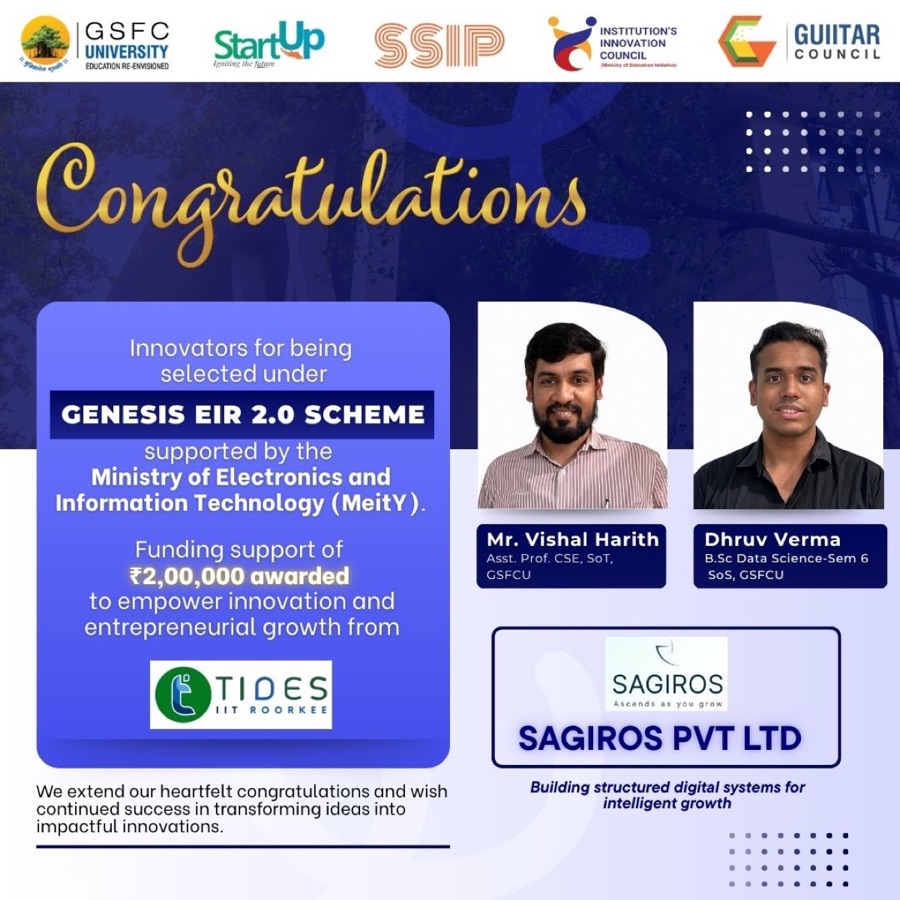 GSFC
UNIVERSITY
EDUCATION RE-ENVISIONED
StartUp
Igniting the future
SSIP
INSTITUTION'S
INNOVATION
COUNCIL
(Ministry of Education Initiative)
GUIITAR
COUNCIL
Congratulations
Innovators for being
selected under
GENESIS EIR 2.0 SCHEME
supported by the
Ministry of Electronics and
Information Technology (MeitY).
Funding support of
₹2,00,000 awarded
to empower innovation and
entrepreneurial growth from
TIDES
IIT ROORKEE
We extend our heartfelt congratulations and wish
continued success in transforming ideas into
impactful innovations.
Mr. Vishal Harith
Asst. Prof. CSE, SoT,
GSFCU
Dhruv Verma
B.Sc Data Science-Sem 6
SoS, GSFCU
SAGIROS
Ascends as you grow
SAGIROS PVT LTD
Building structured digital systems for
intelligent growth